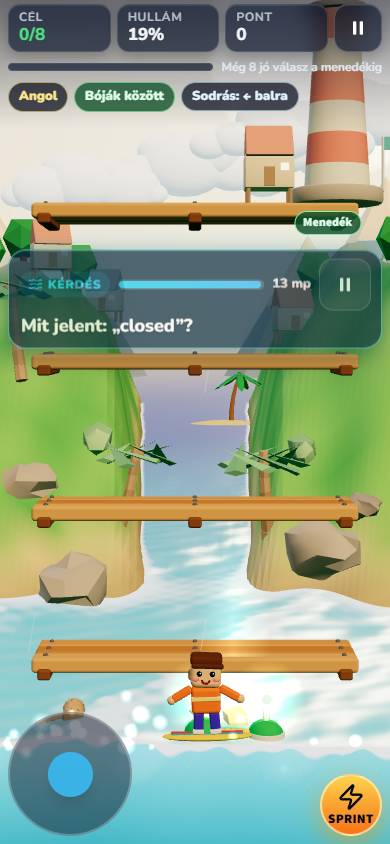 CÉL
0/8
HULLÁM
19%
PONT
0
Még 8 jó válasz a menedékig
Angol
Bóják között
Sodrás: ← balra
Menedék
KÉRDÉS
13 mp
Mit jelent: „closed”?
SPRINT